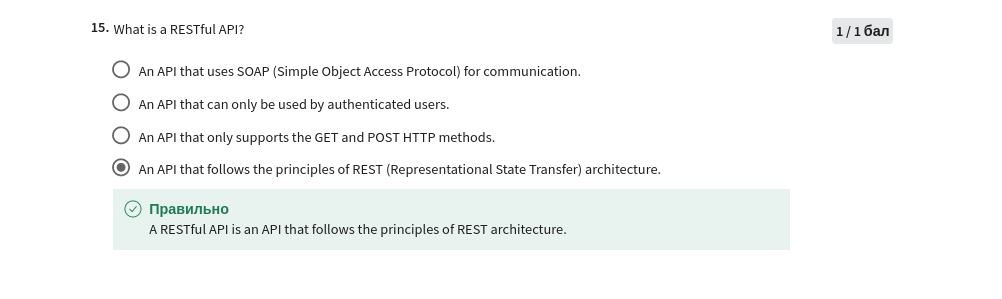 15. What is a RESTful API?
1 / 1 бал
An API that uses SOAP (Simple Object Access Protocol) for communication.
An API that can only be used by authenticated users.
An API that only supports the GET and POST HTTP methods.
An API that follows the principles of REST (Representational State Transfer) architecture.
Правильно
A RESTful API is an API that follows the principles of REST architecture.